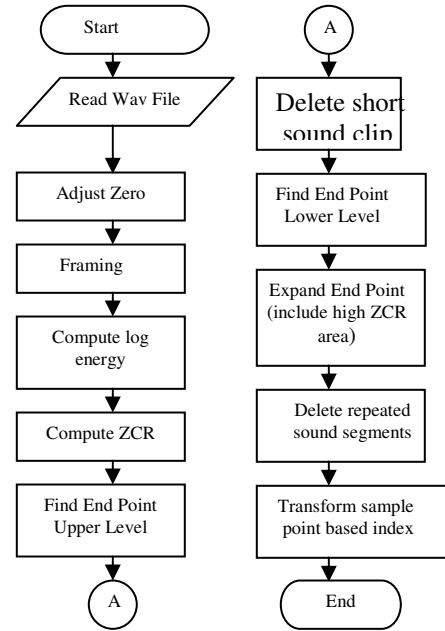 Start
Read Wav File
Adjust Zero
Framing
Compute log
energy
Compute ZCR
Find End Point
Upper Level
A
A
Delete short
sound clip
Find End Point
Lower Level
Expand End Point
(include high ZCR
area)
Delete repeated
sound segments
Transform sample
point based index
End